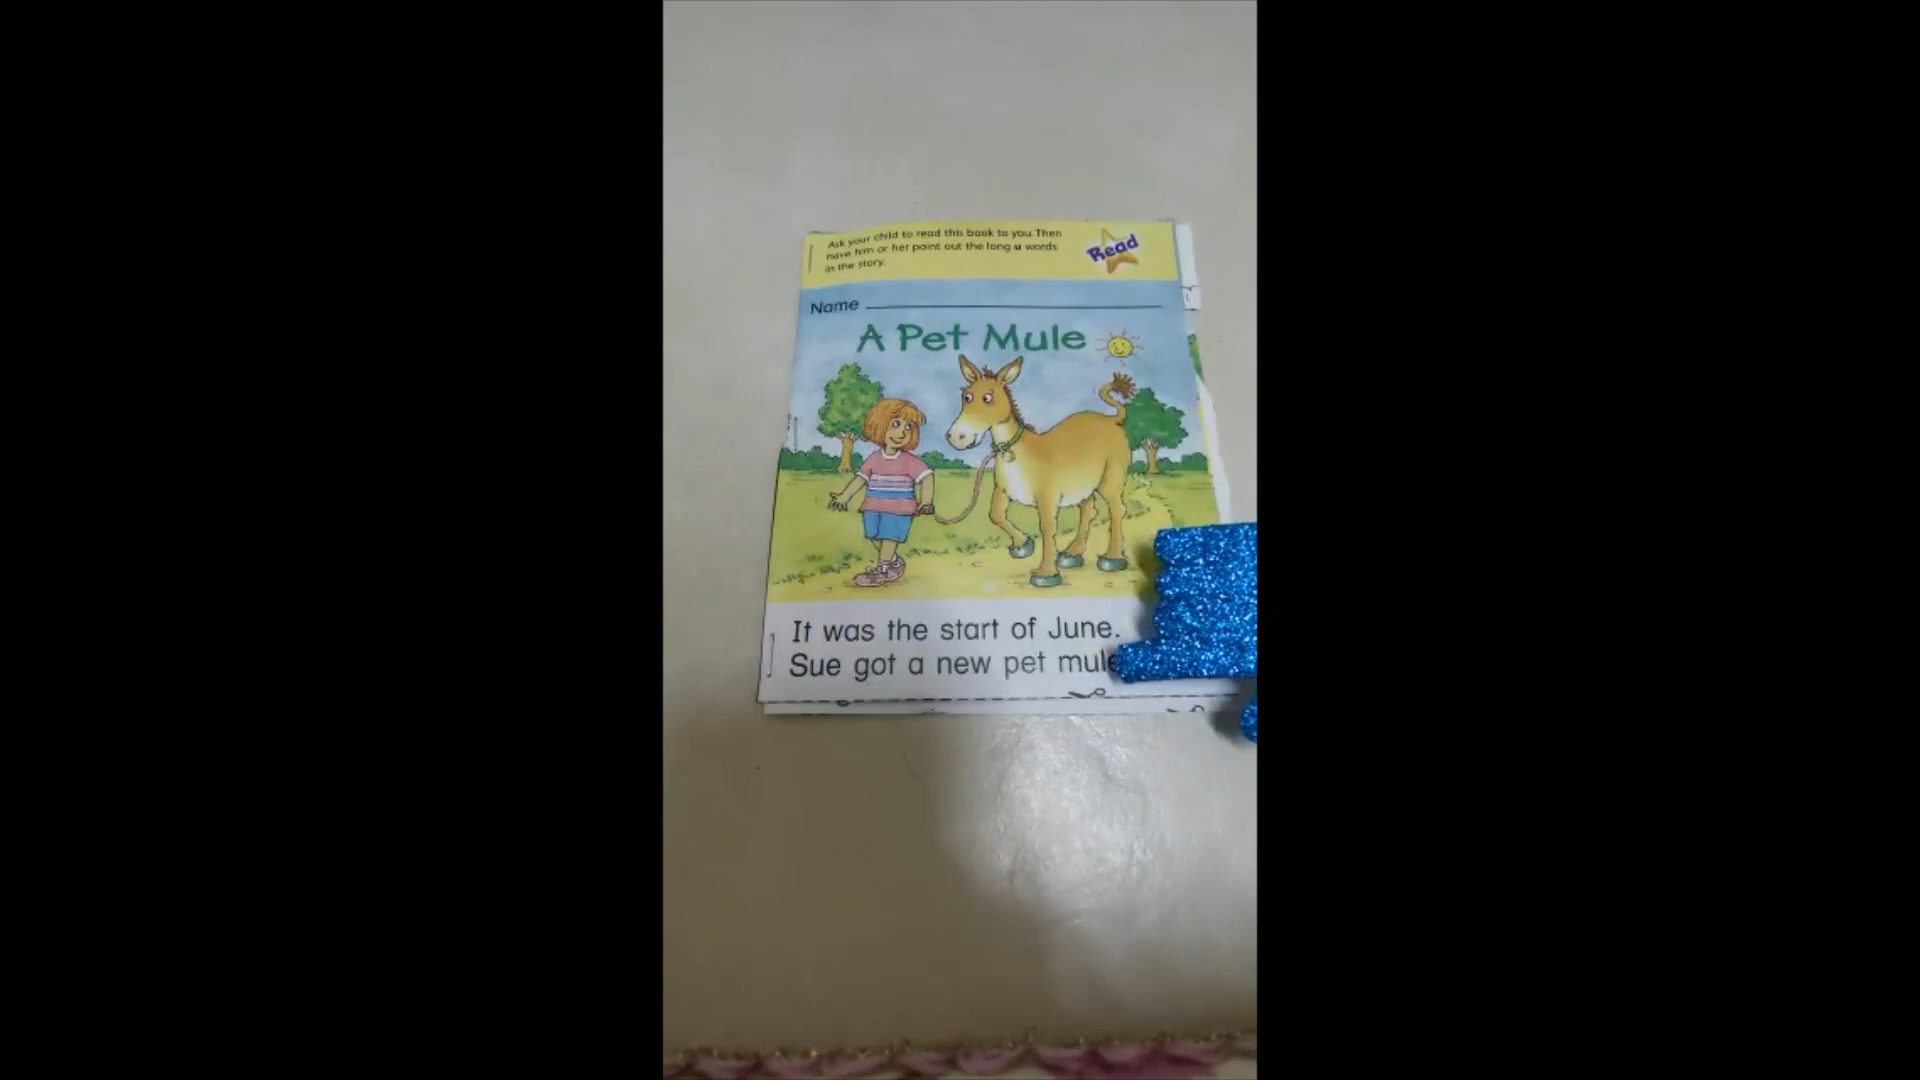 Ask your child to read this book to you. Then
have him or her point out the long u words
in the story.
Read
Name
A Pet Mule
It was the start of June.
Sue got a new pet mule